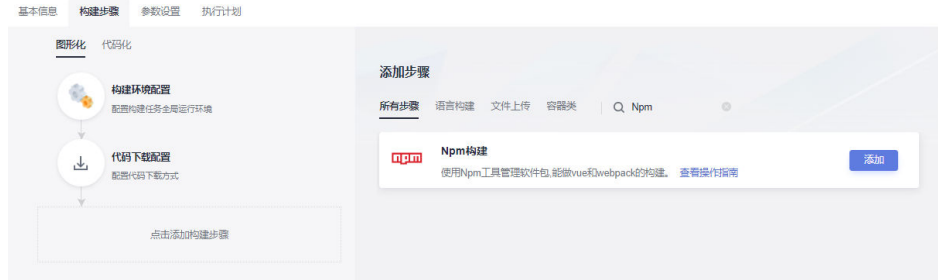 基本信息 构建步骤 参数设置 执行计划
图形化 代码化
构建环境配置
配置构建任务全局运行环境
代码下载配置
配置代码下载方式
点击添加构建步骤
添加步骤
所有步骤 语言构建 文件上传 容器类 Npm
npm
Npm构建
使用Npm工具管理软件包,能做vue和webpack的构建。 查看操作指南
添加